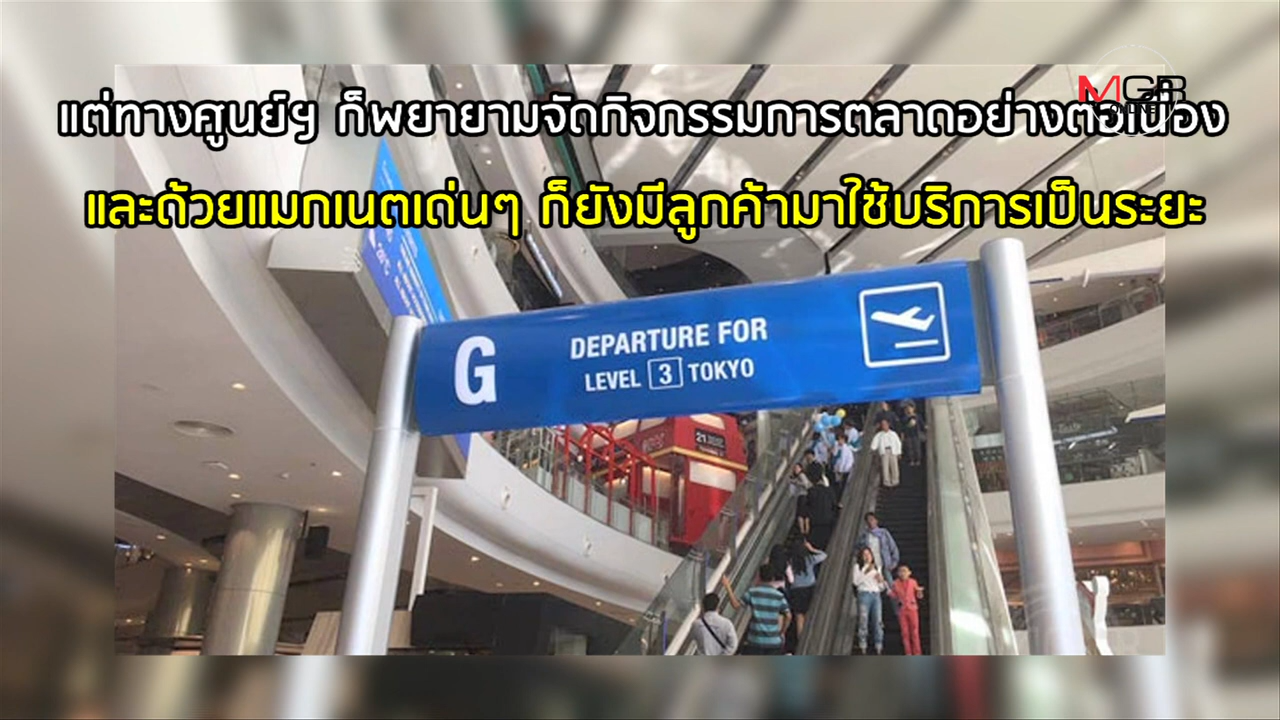 แต่ทางศูนย์ฯ ก็พยายามจัดกิจกรรมการตลาดอย่างต่อเนื่อง
MGR
และด้วยแมกเนตเด่นๆ ก็ยังมีลูกค้ามาใช้บริการเป็นระยะ
G
DEPARTURE FOR
LEVEL 3 TOKYO
21